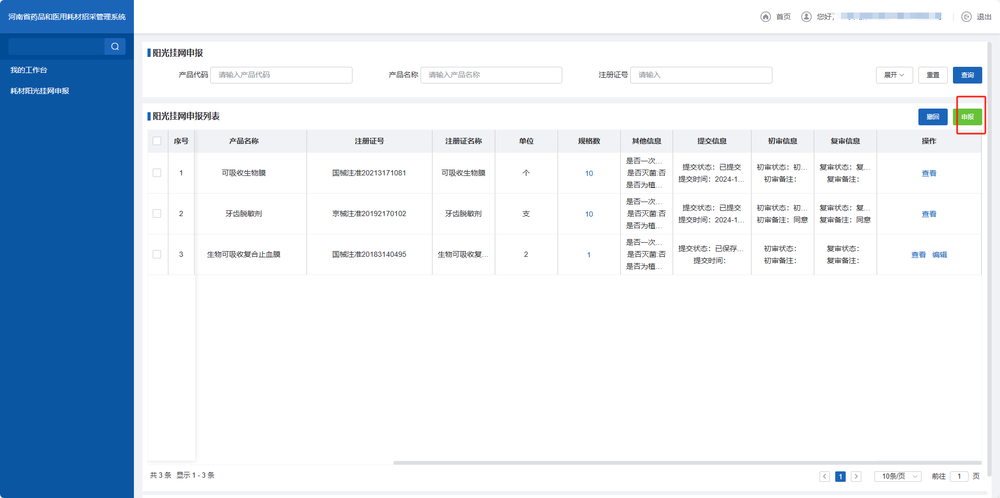 河南省药品和医用耗材招采管理系统
首页
您好,
退出
我的工作台
耗材阳光挂网申报
阳光挂网申报
产品代码 请输入产品代码
产品名称 请输入产品名称
注册证号 请输入
展开
重置
查询
阳光挂网申报列表
撤回
申报
序号 产品名称 注册证号 注册证名称 单位 规格数 其他信息 提交信息 初审信息 复审信息 操作
1 可吸收生物膜 国械注准20213171081 可吸收生物膜 个 10
是否一次...
是否灭菌:否
是否为植...
提交状态：已提交
提交时间：2024-1...
初审状态：初...
初审备注：
复审状态：复...
复审备注：
查看
2 牙齿脱敏剂 京械注准20192170102 牙齿脱敏剂 支 10
是否一次...
是否灭菌:否
是否为植...
提交状态：已提交
提交时间：2024-1...
初审状态：初...
初审备注：同意
复审状态：复...
复审备注：同意
查看
3 生物可吸收复合止血膜 国械注准20183140495 生物可吸收复... 2 1
是否一次...
是否灭菌:否
是否为植...
提交状态：已保存...
提交时间：
初审状态：
初审备注：
复审状态：
复审备注：
查看 编辑
共 3 条 显示 1 - 3 条
1
10条/页
前往 1 页